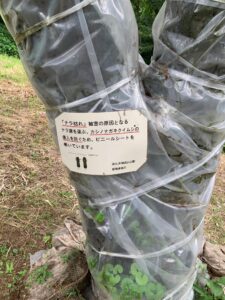 「ナラ枯れ」被害の原因となる
ナラ菌を運ぶ、カシノナガキクイムシの
侵入を防ぐため、ビニールシートを
巻いています。